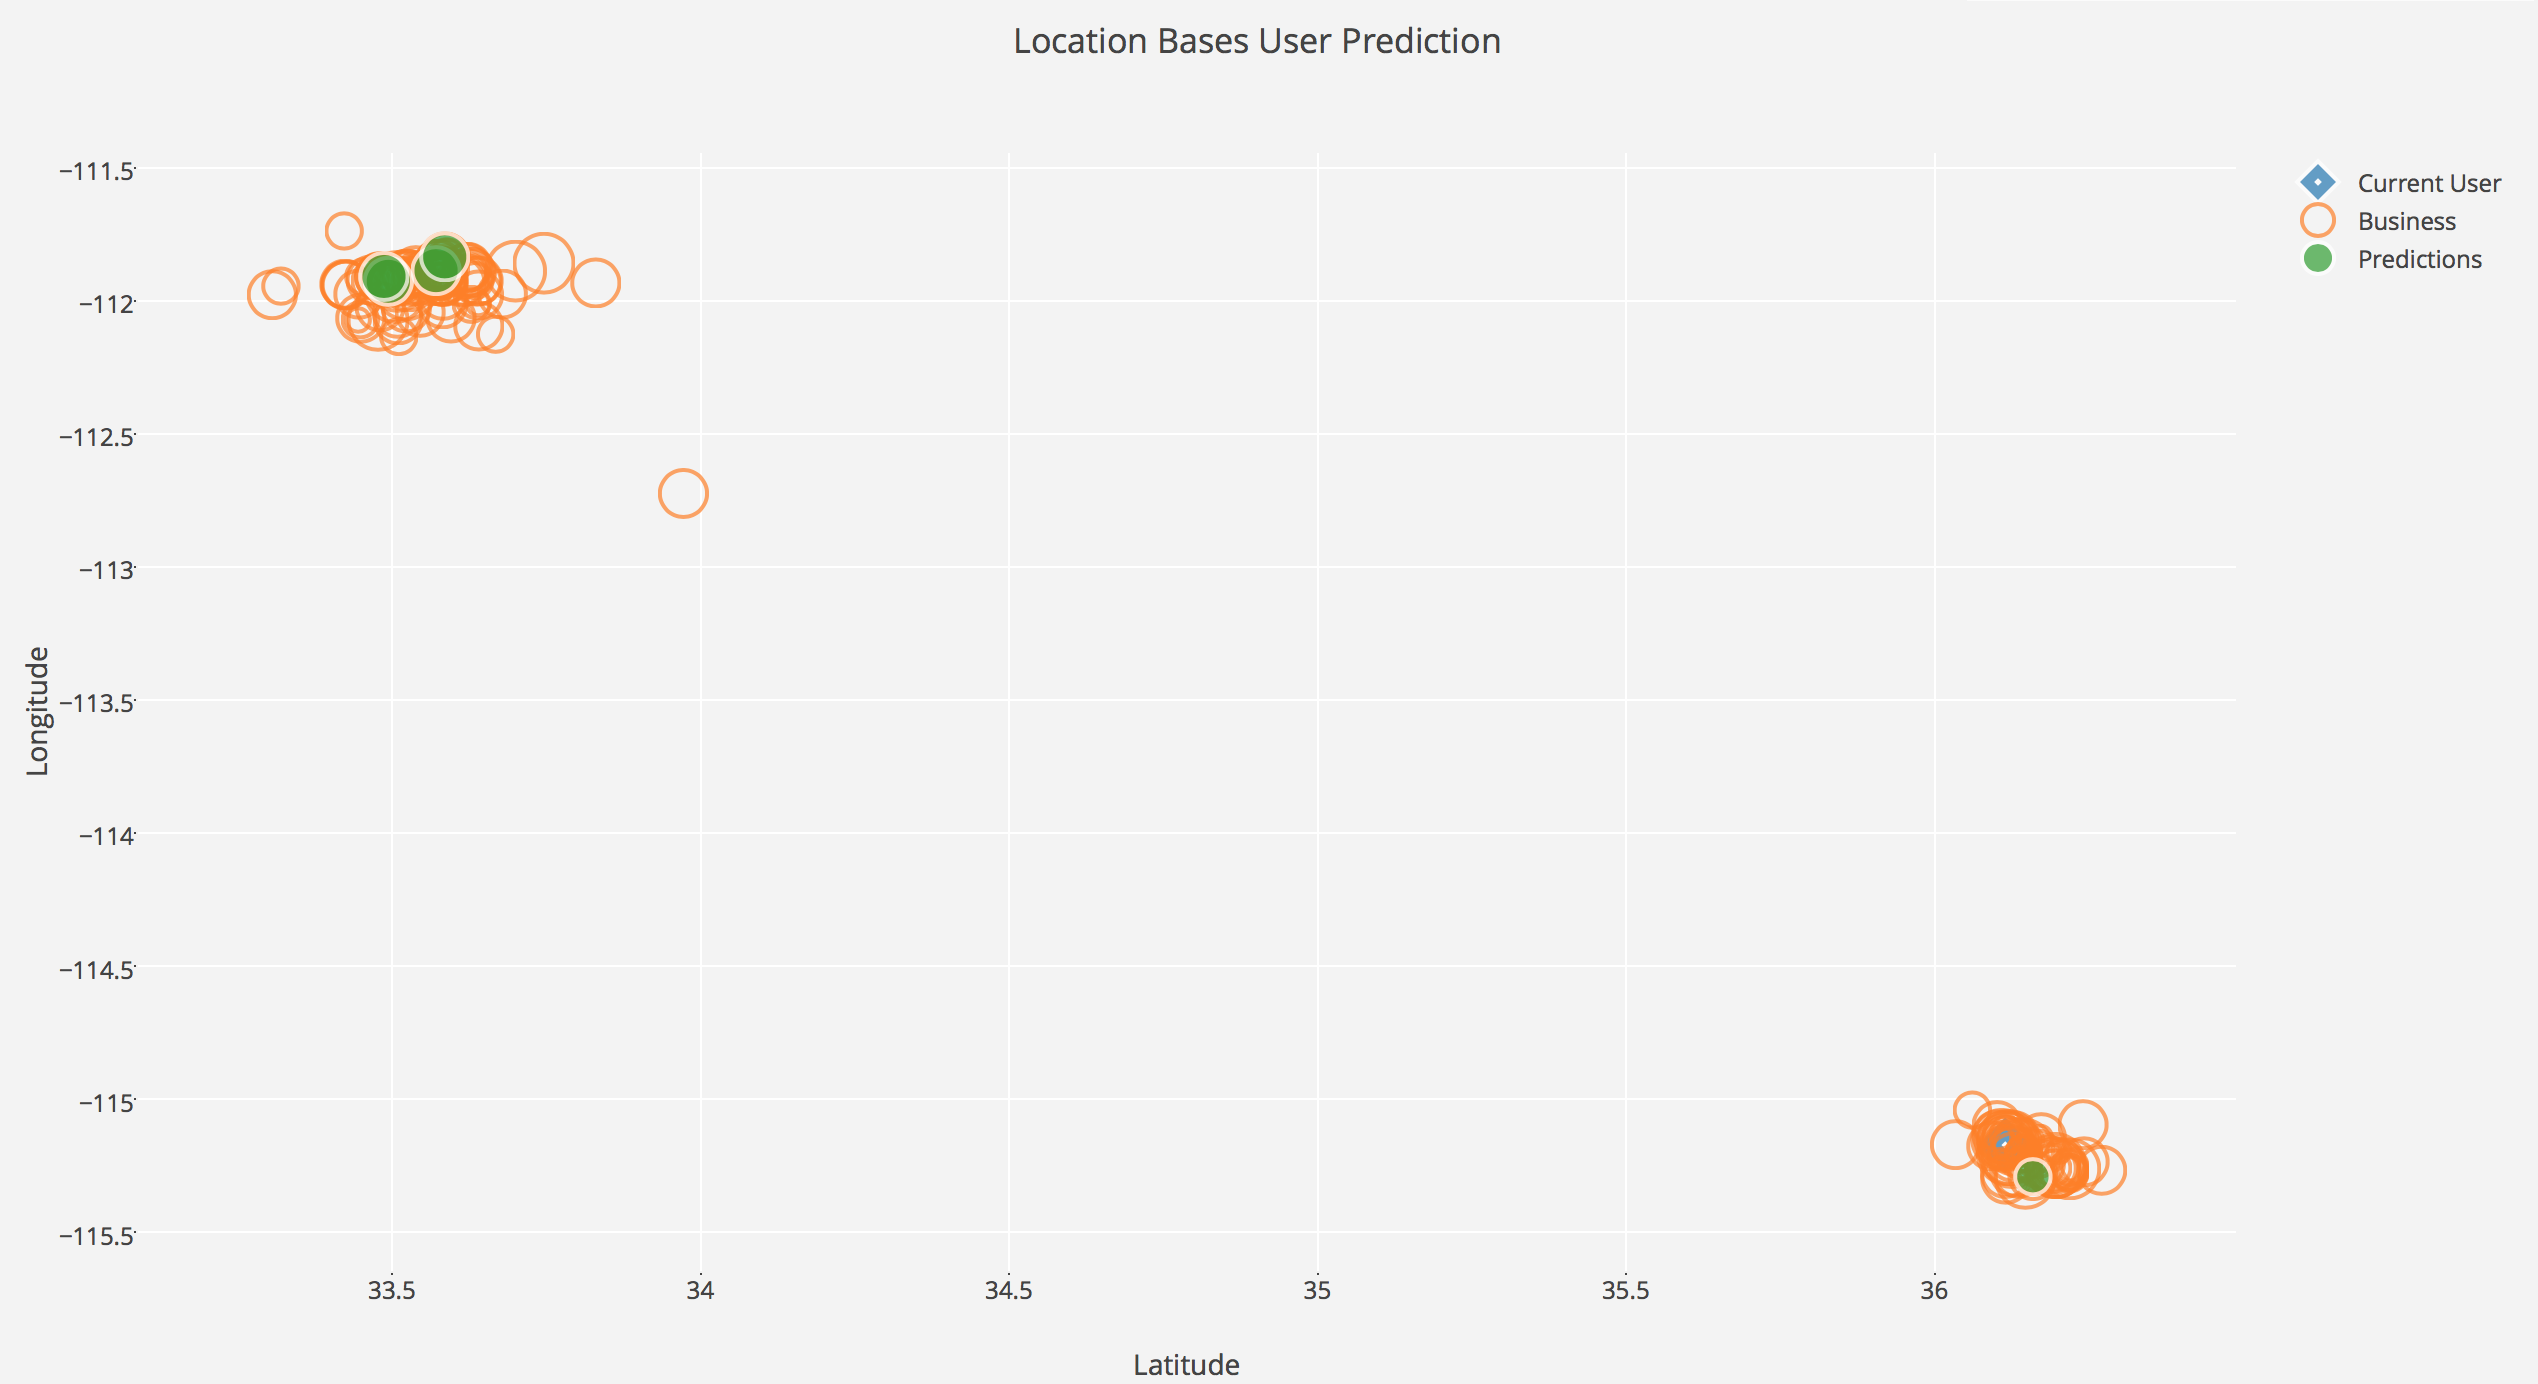 Location Bases User Prediction
Current User
Business
Predictions
−111.5
−112
−112.5
−113
−113.5
−114
−114.5
−115
−115.5
Longitude
33.5
34
34.5
35
35.5
36
Latitude